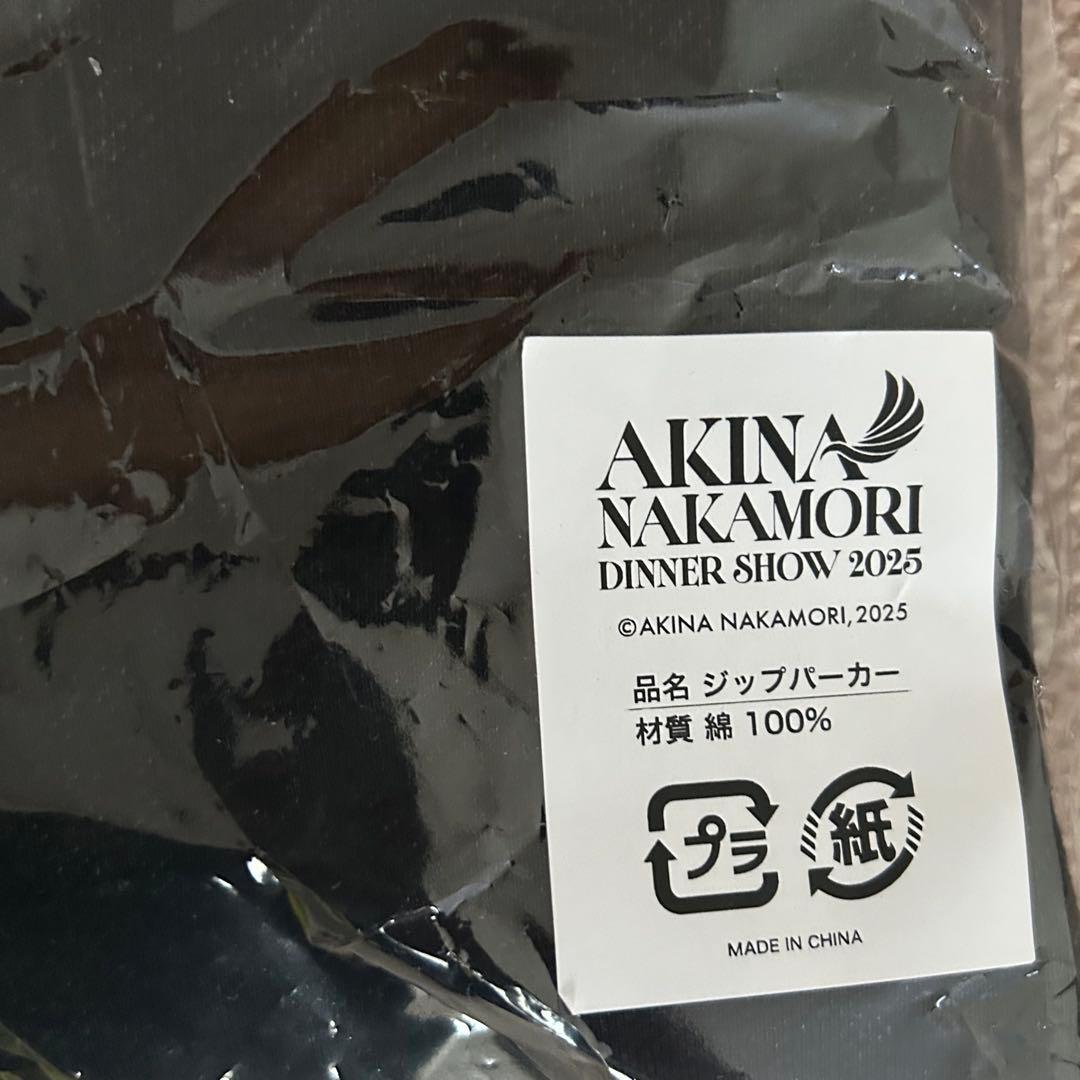 AKINA
NAKAMORI
DINNER SHOW 2025
©AKINA NAKAMORI, 2025
品名 ジップパーカー
材質 綿 100%
プラ 紙
MADE IN CHINA